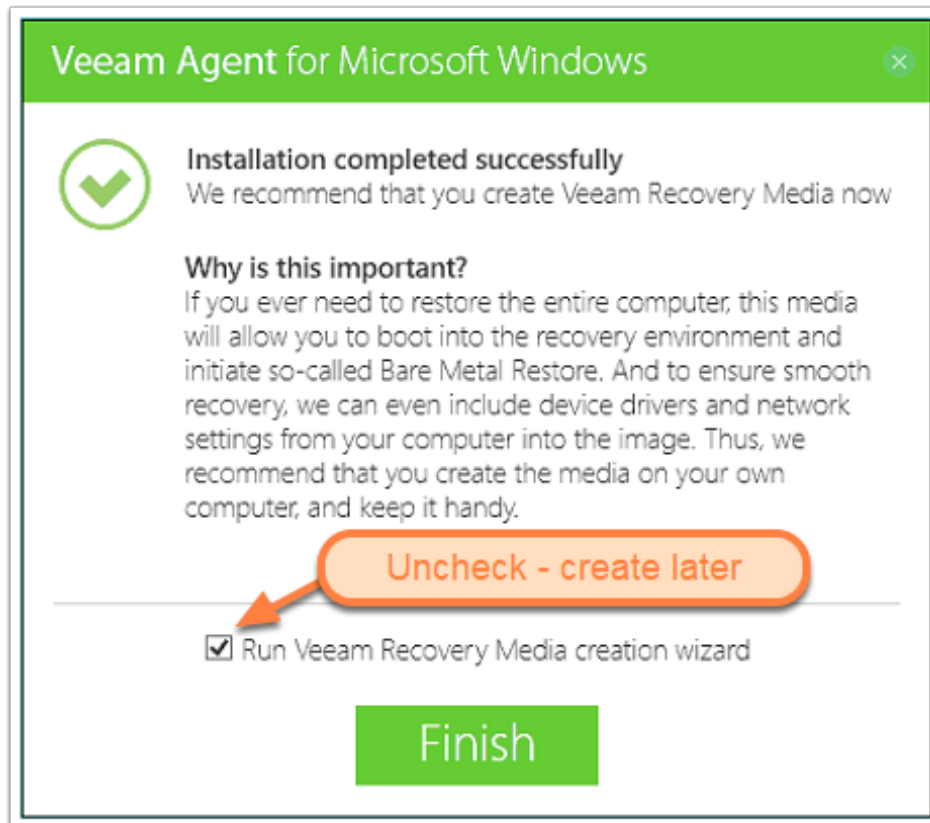 Veeam Agent for Microsoft Windows
Installation completed successfully
We recommend that you create Veeam Recovery Media now
Why is this important?
If you ever need to restore the entire computer, this media
will allow you to boot into the recovery environment and
initiate so-called Bare Metal Restore. And to ensure smooth
recovery, we can even include device drivers and network
settings from your computer into the image. Thus, we
recommend that you create the media on your own
computer, and keep it handy.
Uncheck - create later
Run Veeam Recovery Media creation wizard
Finish